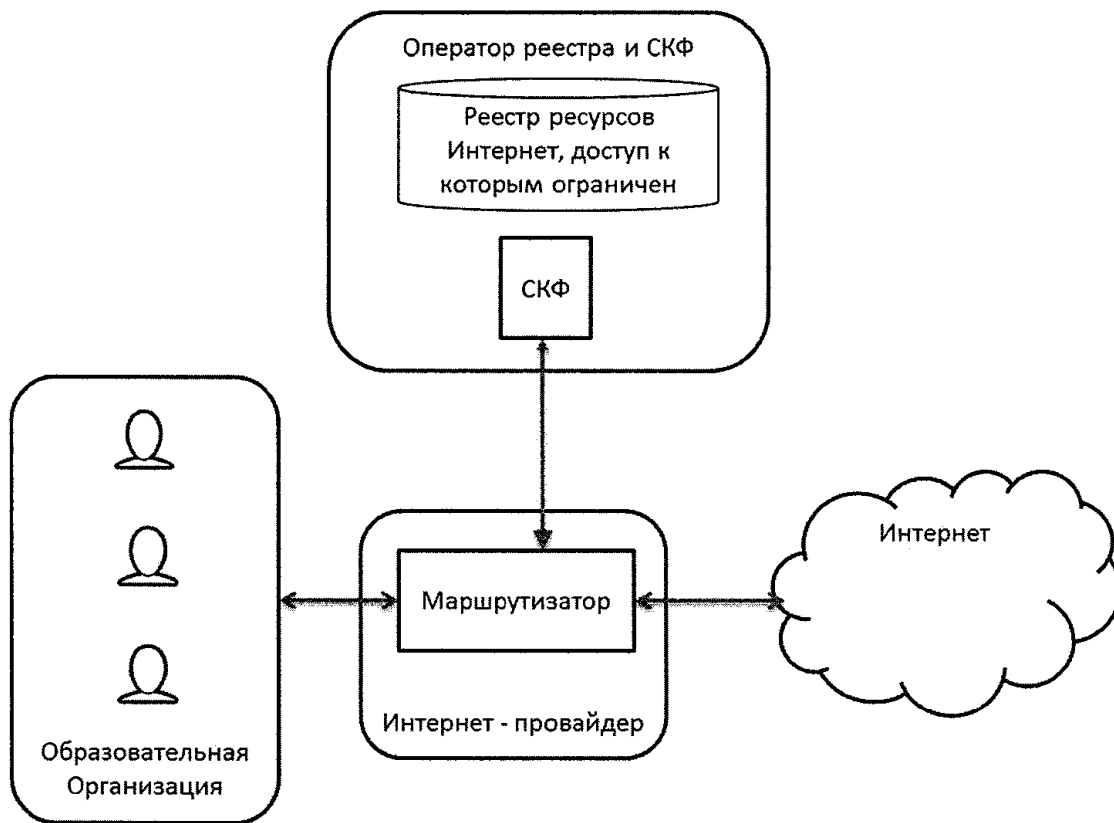 Оператор реестра и СКФ
Реестр ресурсов
Интернет, доступ к
которым ограничен
СКФ
Интернет
Маршрутизатор
Интернет - провайдер
Образовательная
Организация